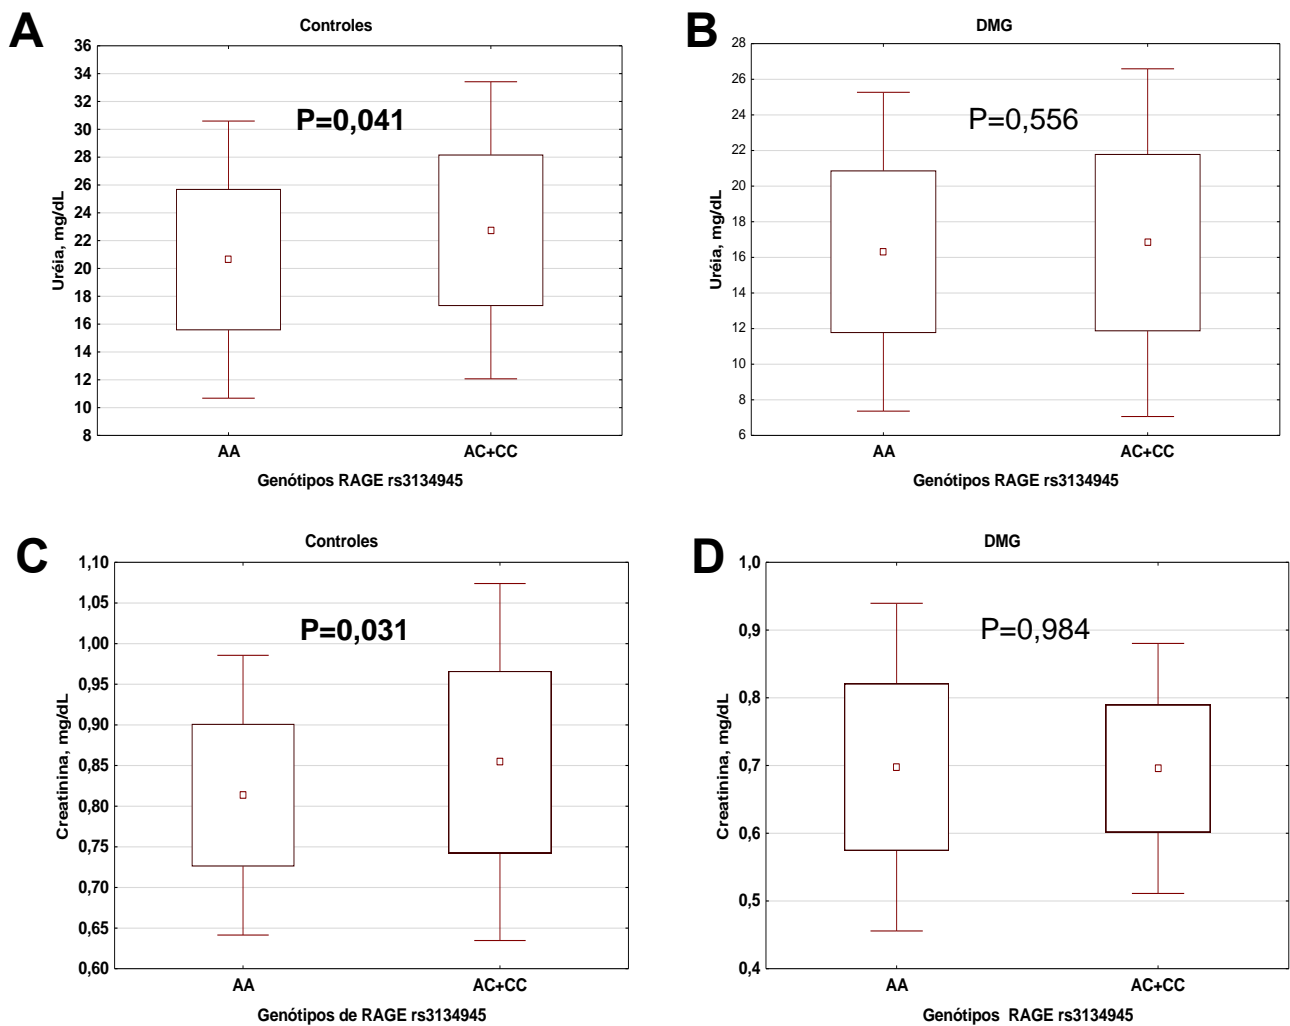 A
Controles
36
34
32
30
28
26
24
22
20
18
16
14
12
10
8
Uréia, mg/dL
P=0,041
AA
AC+CC
Genótipos RAGE rs3134945
B
DMG
28
26
24
22
20
18
16
14
12
10
8
6
Uréia, mg/dL
P=0,556
AA
AC+CC
Genótipos RAGE rs3134945
C
Controles
1,10
1,05
1,00
0,95
0,90
0,85
0,80
0,75
0,70
0,65
0,60
Creatinina, mg/dL
P=0,031
AA
AC+CC
Genótipos de RAGE rs3134945
D
DMG
1,0
0,9
0,8
0,7
0,6
0,5
0,4
Creatinina, mg/dL
P=0,984
AA
AC+CC
Genótipos RAGE rs3134945